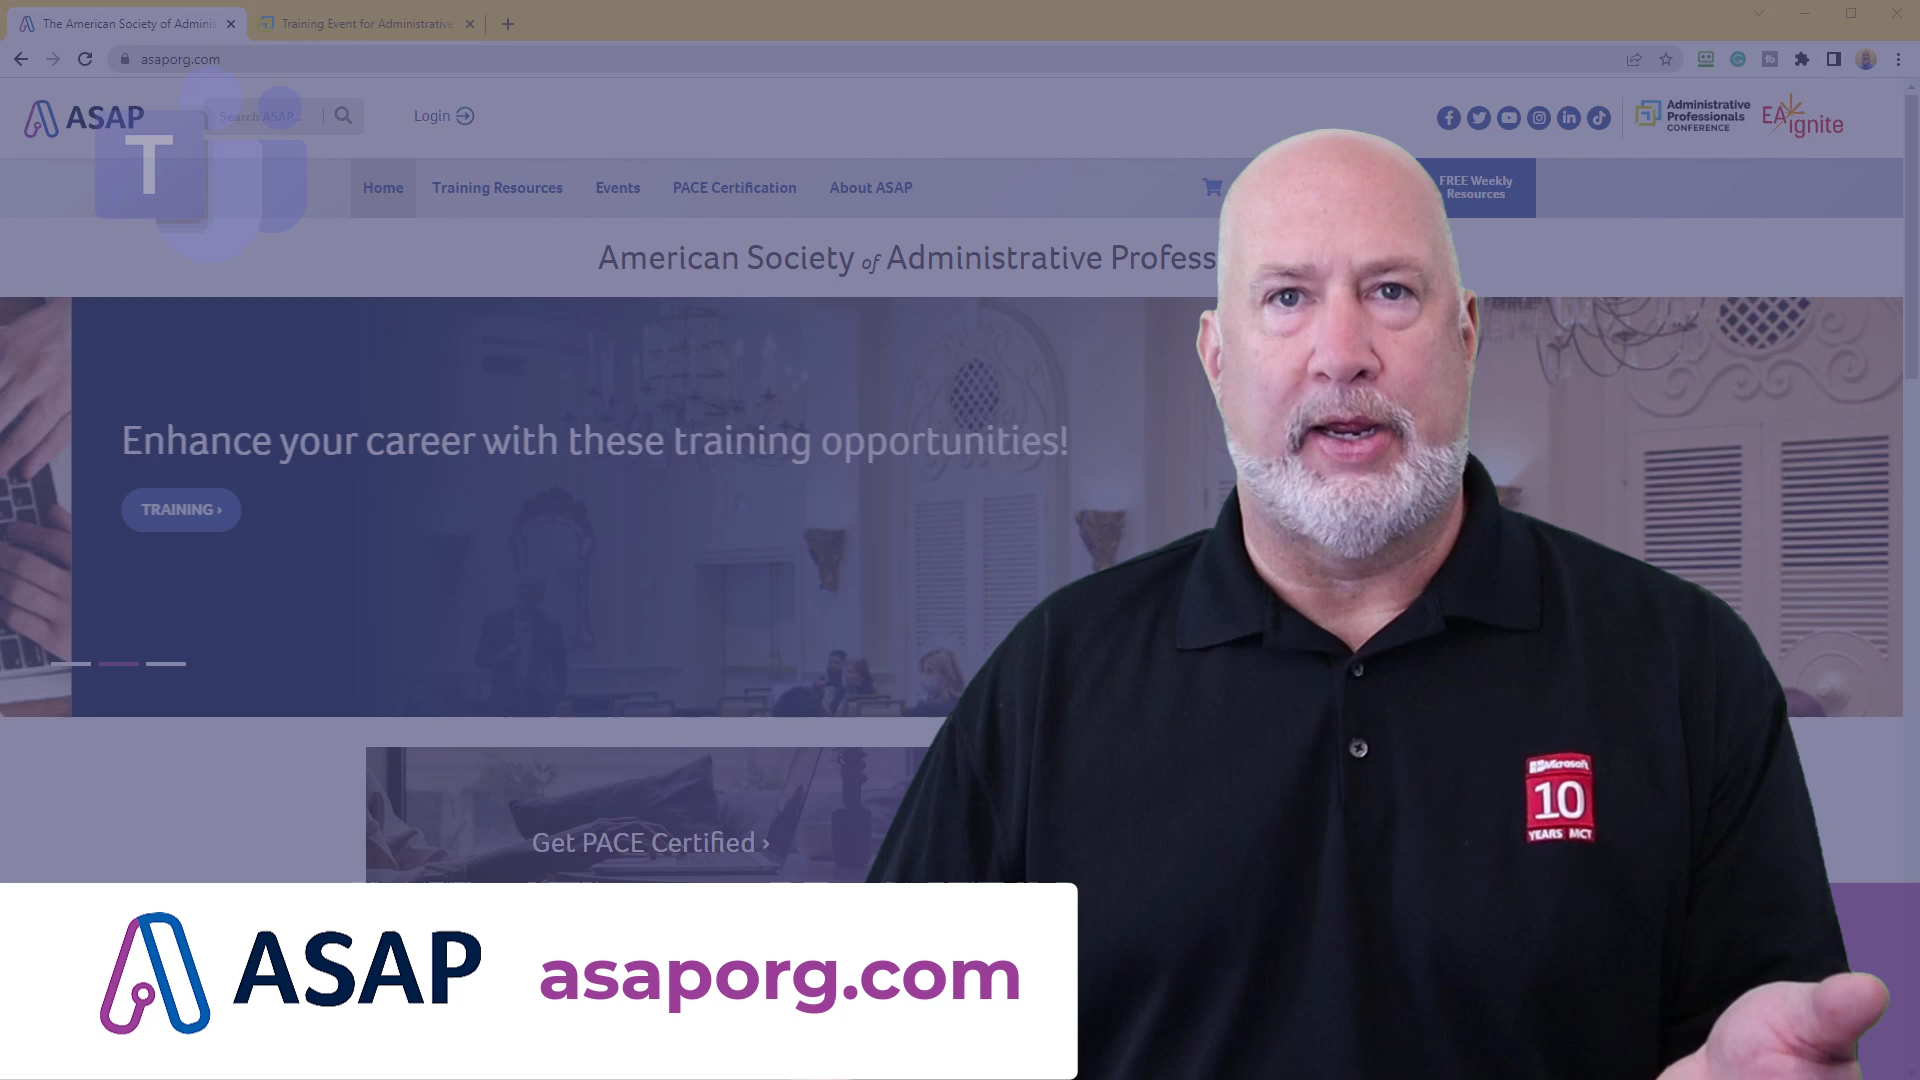 The American Society of Adminis
Training Event for Administrative
asaporg.com
ASAP
Search ASAP...
Login
Administrative
Professionals
CONFERENCE
EA
ignite
T
Home
Training Resources
Events
PACE Certification
About ASAP
FREE Weekly
Resources
American Society of Administrative Profess
Enhance your career with these training opportunities!
TRAINING ›
Get PACE Certified ›
Microsoft
10
YEARS MCT
ASAP
asaporg.com